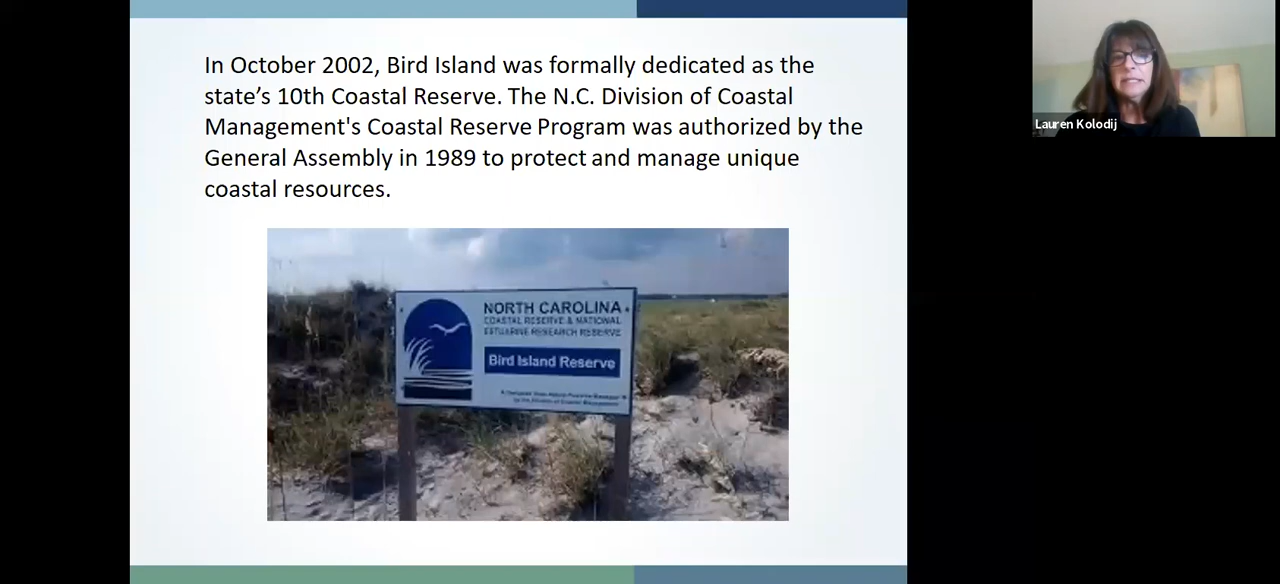 In October 2002, Bird Island was formally dedicated as the
state’s 10th Coastal Reserve. The N.C. Division of Coastal
Management's Coastal Reserve Program was authorized by the
General Assembly in 1989 to protect and manage unique
coastal resources.
Lauren Kolodij
NORTH CAROLINA
COASTAL RESERVE & NATIONAL
ESTUARINE RESEARCH RESERVE
Bird Island Reserve